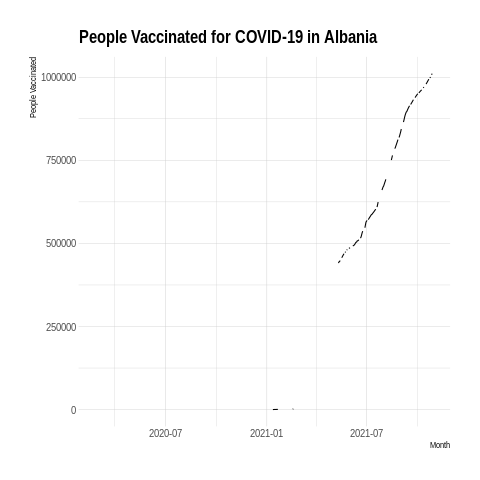 People Vaccinated for COVID-19 in Albania
People Vaccinated
1000000
750000
500000
250000
0
2020-07 2021-01 2021-07
Month